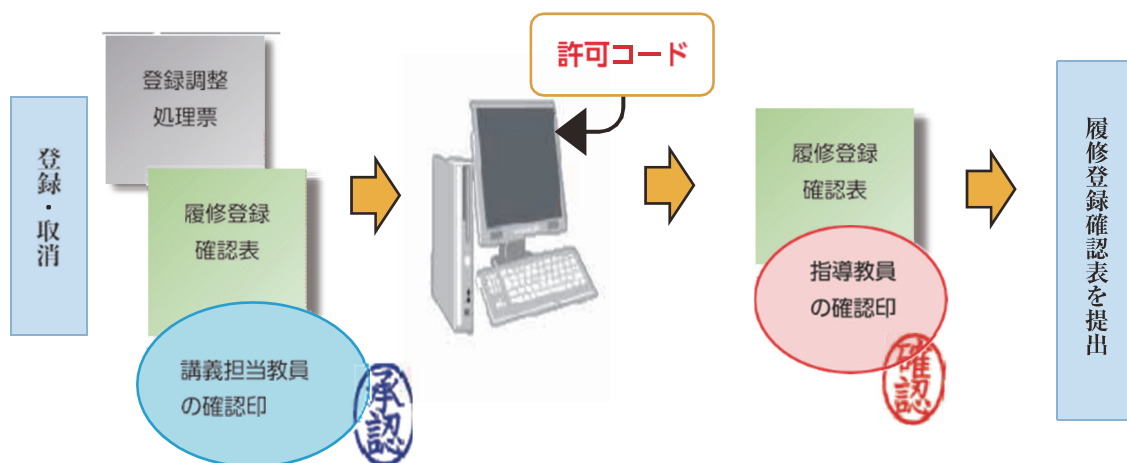 登録・取消
登録調整
処理票
履修登録
確認表
講義担当教員
の確認印
承認
許可コード
履修登録
確認表
指導教員
の確認印
確認
履修登録確認表を提出